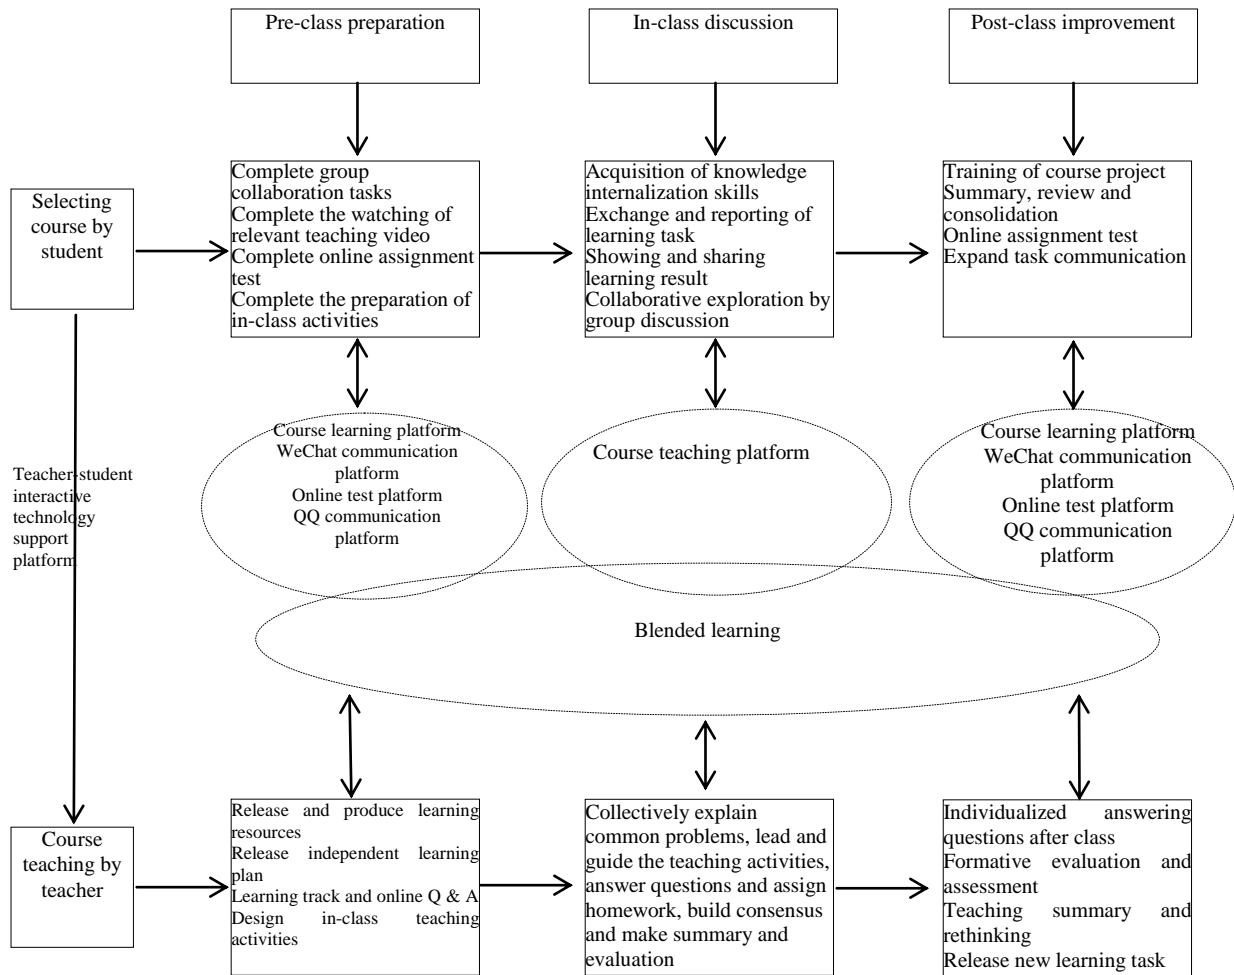 Pre-class preparation
In-class discussion
Post-class improvement
Selecting
course by
student
Complete group
collaboration tasks
Complete the watching of
relevant teaching video
Complete online assignment
test
Complete the preparation of
in-class activities
Acquisition of knowledge
internalization skills
Exchange and reporting of
learning task
Showing and sharing
learning result
Collaborative exploration by
group discussion
Training of course project
Summary, review and
consolidation
Online assignment test
Expand task communication
Teacher-student
interactive
technology
support
platform
Course learning platform
WeChat communication
platform
Online test platform
QQ communication
platform
Course teaching platform
Course learning platform
WeChat communication
platform
Online test platform
QQ communication
platform
Blended learning
Course
teaching by
teacher
Release and produce learning
resources
Release independent learning
plan
Learning track and online Q & A
Design in-class teaching
activities
Collectively explain
common problems, lead and
guide the teaching activities,
answer questions and assign
homework, build consensus
and make summary and
evaluation
Individualized answering
questions after class
Formative evaluation and
assessment
Teaching summary and
rethinking
Release new learning task